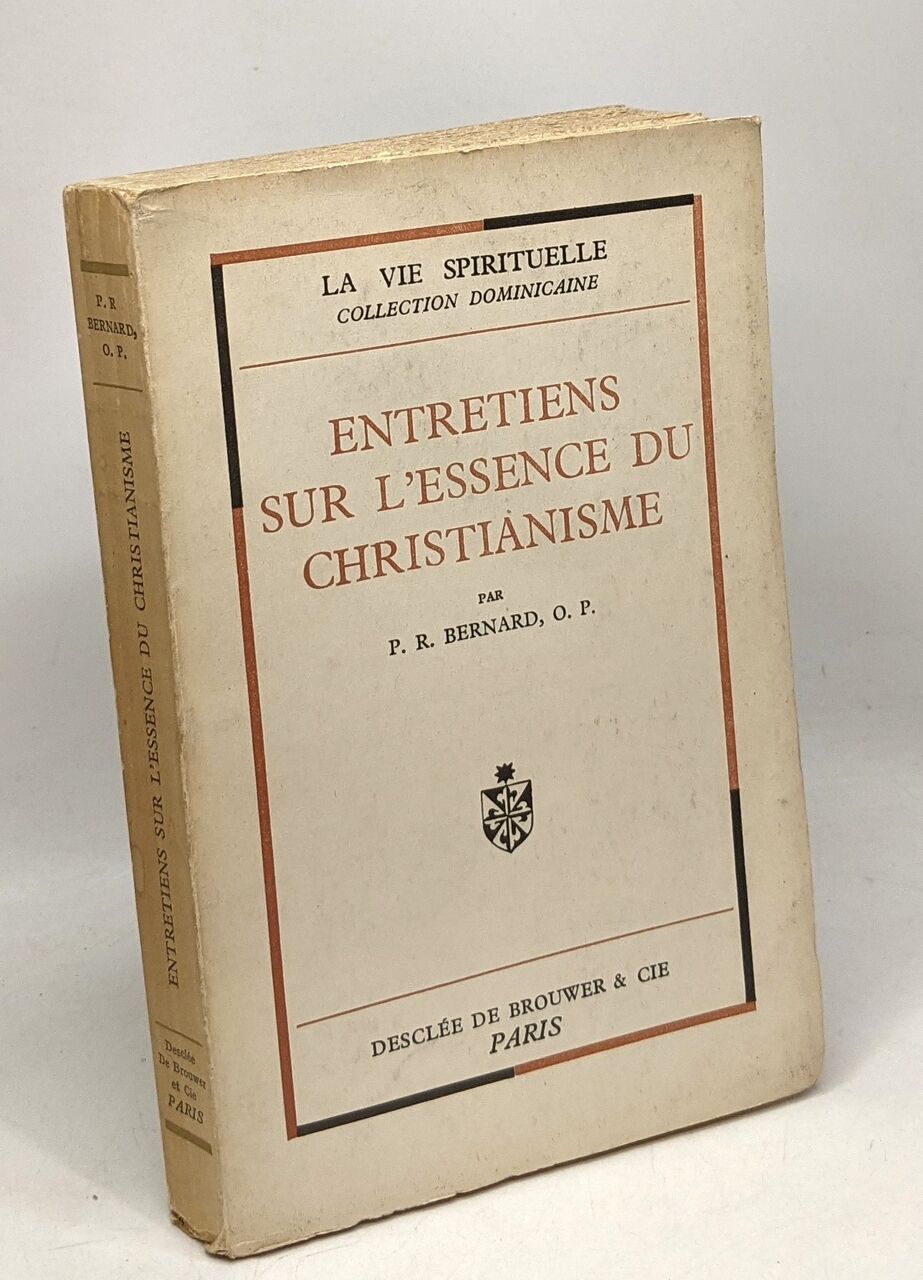 LA VIE SPIRITUELLE
COLLECTION DOMINICAINE
ENTRETIENS
SUR L'ESSENCE DU
CHRISTIANISME
PAR
P. R. BERNARD, O. P.
DESCLÉE DE BROUWER & CIE
PARIS
P. R
BERNARD,
O. P.
ENTRETIENS SUR L'ESSENCE DU CHRISTIANISME
Desclée
De Brouwer
et Cie
PARIS